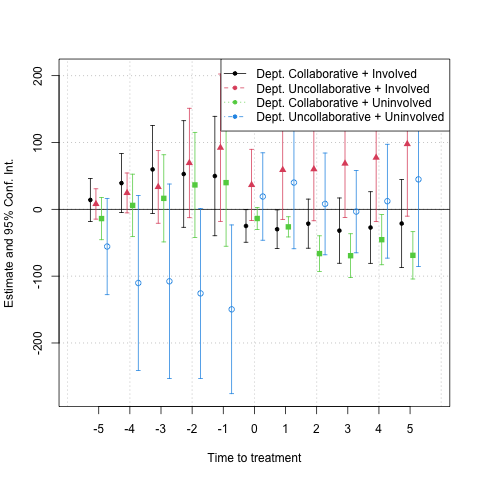 Dept. Collaborative + Involved
Dept. Uncollaborative + Involved
Dept. Collaborative + Uninvolved
Dept. Uncollaborative + Uninvolved
Estimate and 95% Conf. Int.
200
100
0
-100
-200
-5 -4 -3 -2 -1 0 1 2 3 4 5
Time to treatment